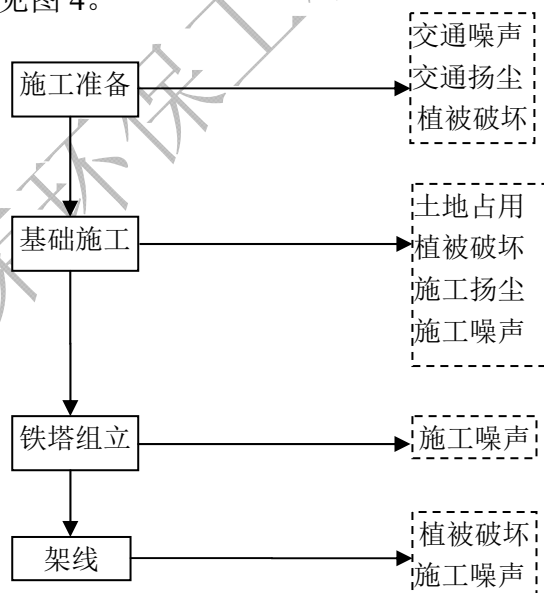 见图 4。
施工准备
交通噪声
交通扬尘
植被破坏
基础施工
土地占用
植被破坏
施工扬尘
施工噪声
铁塔组立
施工噪声
架线
植被破坏
施工噪声
环保工